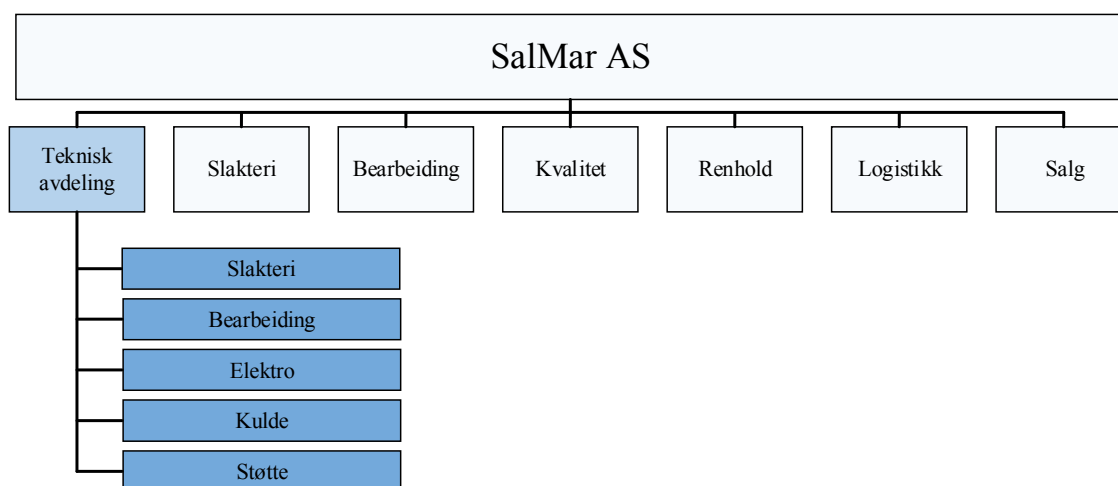 SalMar AS
Teknisk
avdeling
Slakteri
Bearbeiding
Kvalitet
Renhold
Logistikk
Salg
Slakteri
Bearbeiding
Elektro
Kulde
Støtte